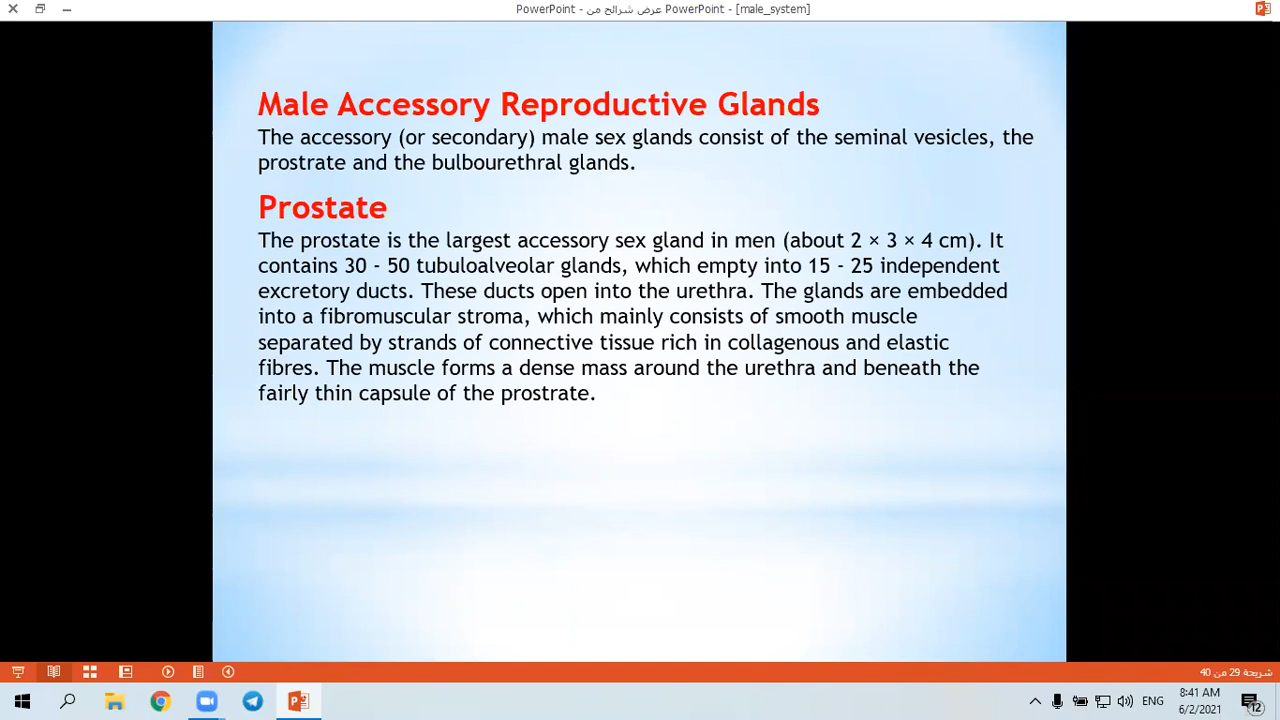 PowerPoint - عرض شرائح من PowerPoint - [male_system]
Male Accessory Reproductive Glands
The accessory (or secondary) male sex glands consist of the seminal vesicles, the
prostrate and the bulbourethral glands.
Prostate
The prostate is the largest accessory sex gland in men (about 2 × 3 × 4 cm). It
contains 30 - 50 tubuloalveolar glands, which empty into 15 - 25 independent
excretory ducts. These ducts open into the urethra. The glands are embedded
into a fibromuscular stroma, which mainly consists of smooth muscle
separated by strands of connective tissue rich in collagenous and elastic
fibres. The muscle forms a dense mass around the urethra and beneath the
fairly thin capsule of the prostrate.
شريحة 29 من 40
ENG
8:41 AM
6/2/2021
12